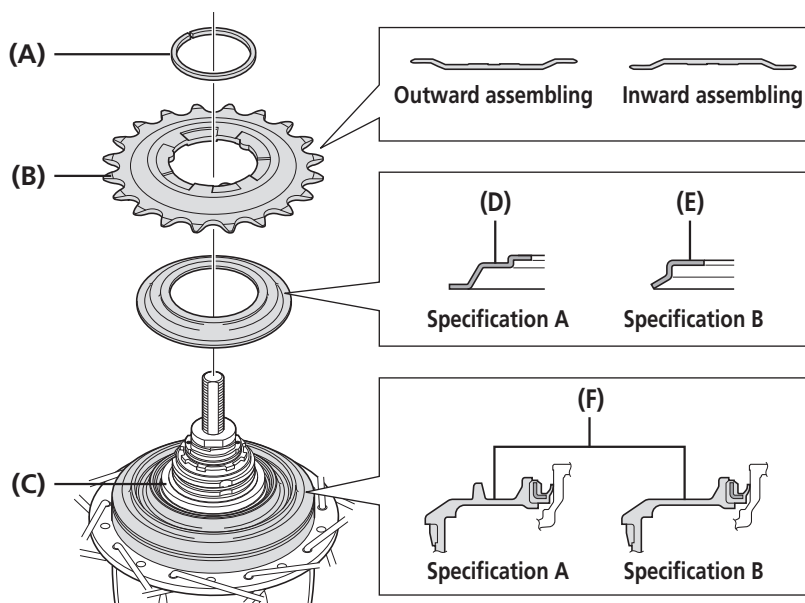 (A)
Outward assembling
Inward assembling
(B)
(D)
(E)
Specification A
Specification B
(F)
(C)
Specification A
Specification B